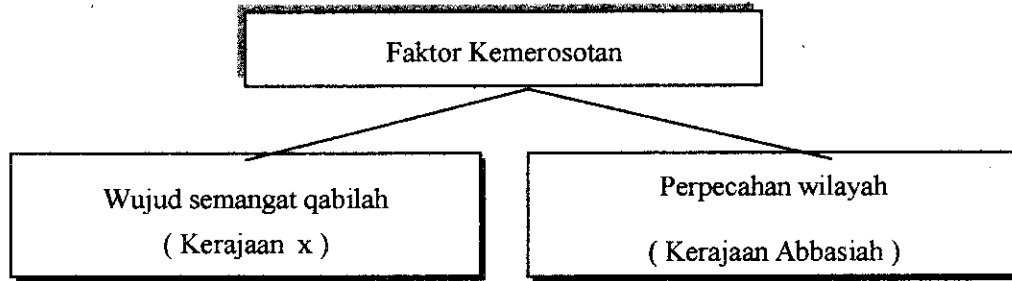 Faktor Kemerosotan
Wujud semangat qabilah
( Kerajaan x )
Perpecahan wilayah
( Kerajaan Abbasiah )